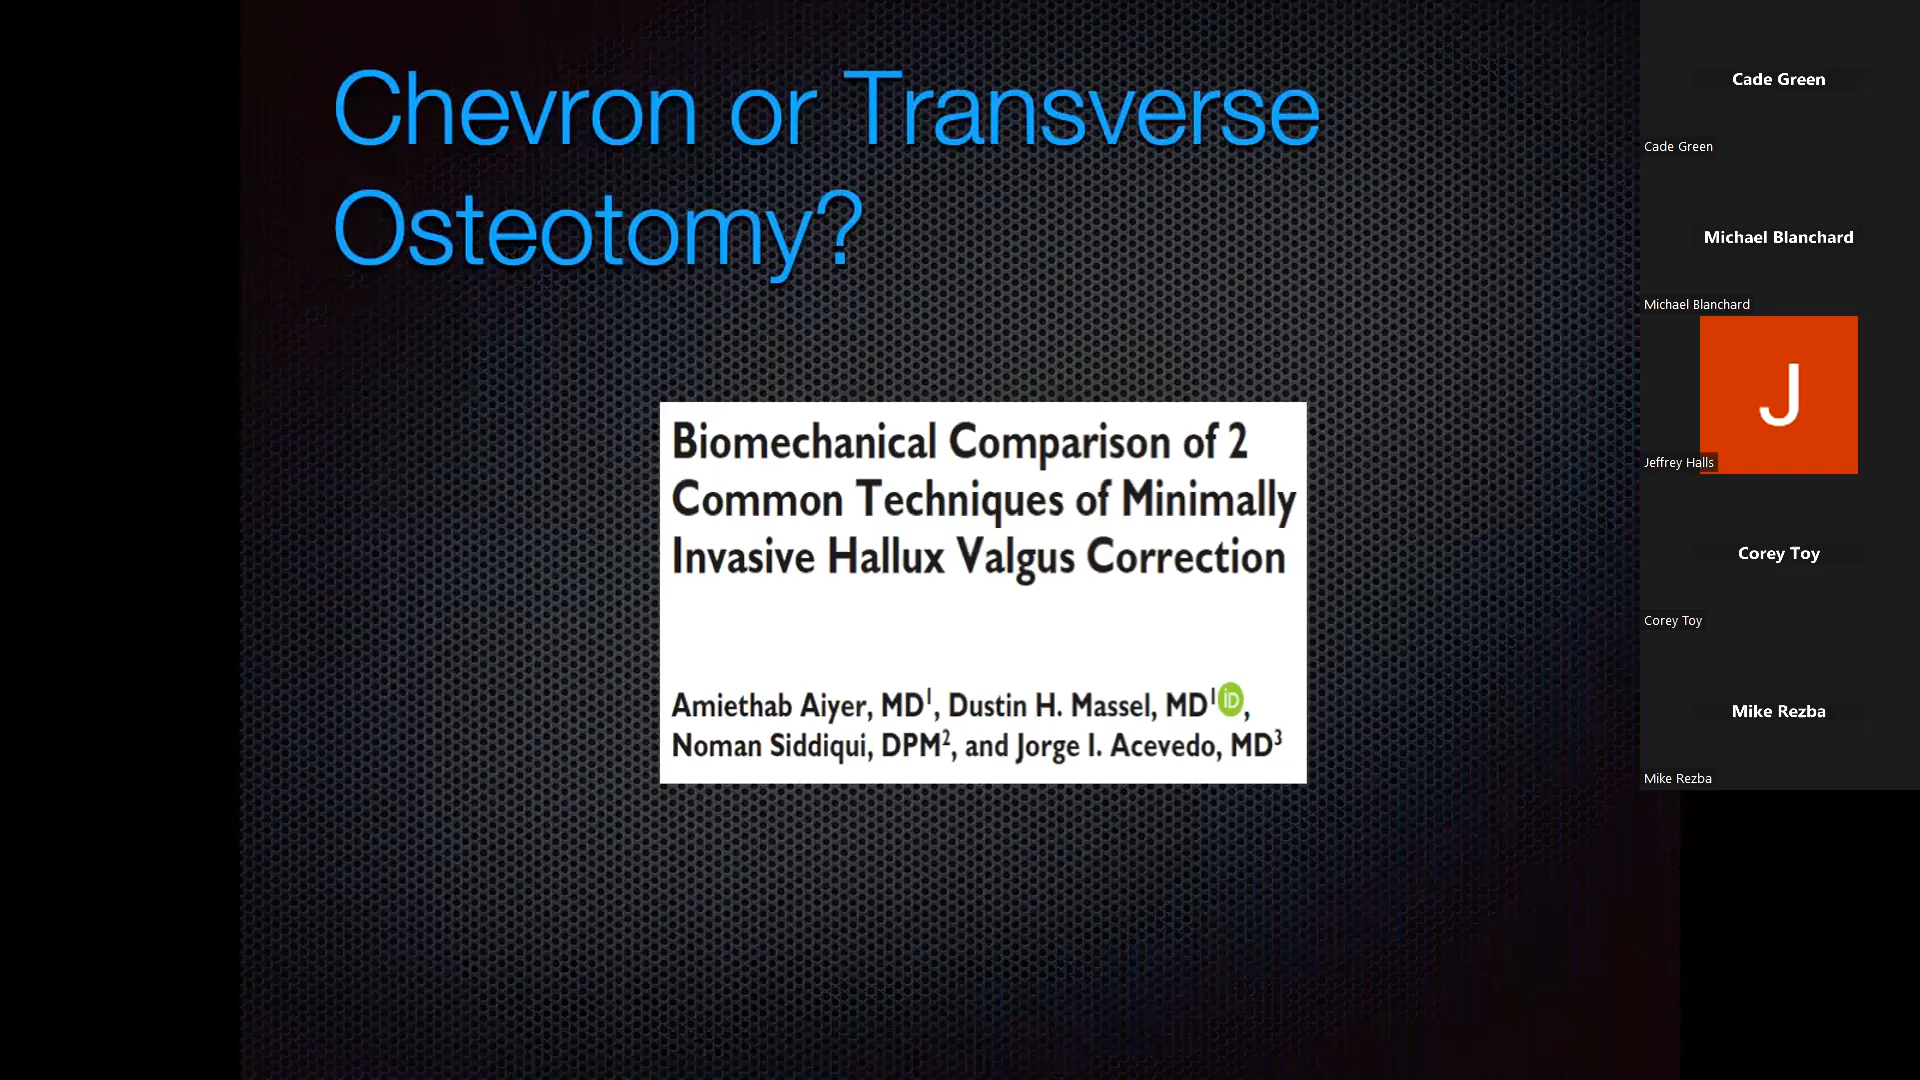 Chevron or Transverse
Osteotomy?
Biomechanical Comparison of 2
Common Techniques of Minimally
Invasive Hallux Valgus Correction
Amiethab Aiyer, MD1, Dustin H. Massel, MD1 iD,
Noman Siddiqui, DPM2, and Jorge I. Acevedo, MD3
Cade Green
Cade Green
Michael Blanchard
Michael Blanchard
J
Jeffrey Halls
Corey Toy
Corey Toy
Mike Rezba
Mike Rezba